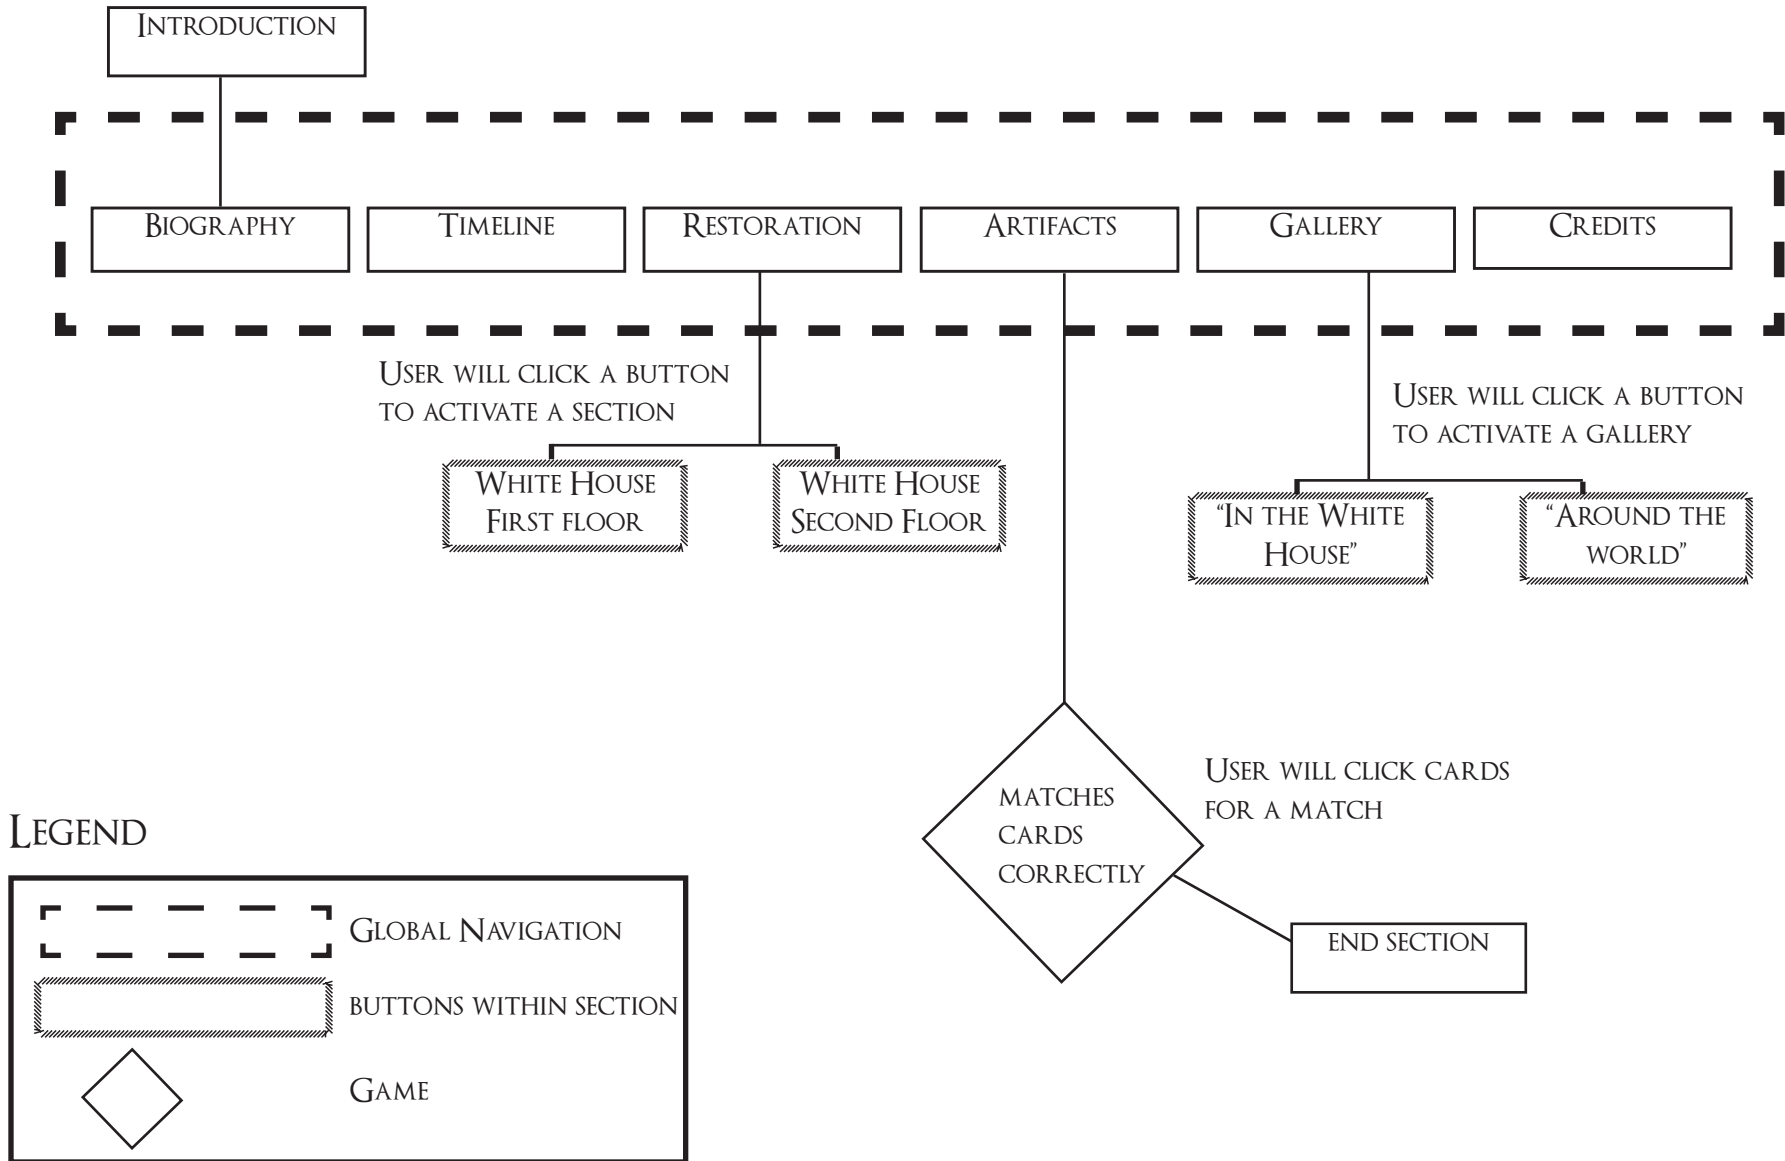 Introduction
Biography
Timeline
Restoration
Artifacts
Gallery
Credits
User will click a button
to activate a section
User will click a button
to activate a gallery
White House
First floor
White House
Second Floor
“In the White
House”
“Around the
world”
matches
cards
correctly
User will click cards
for a match
end section
Legend
Global Navigation
buttons within section
Game